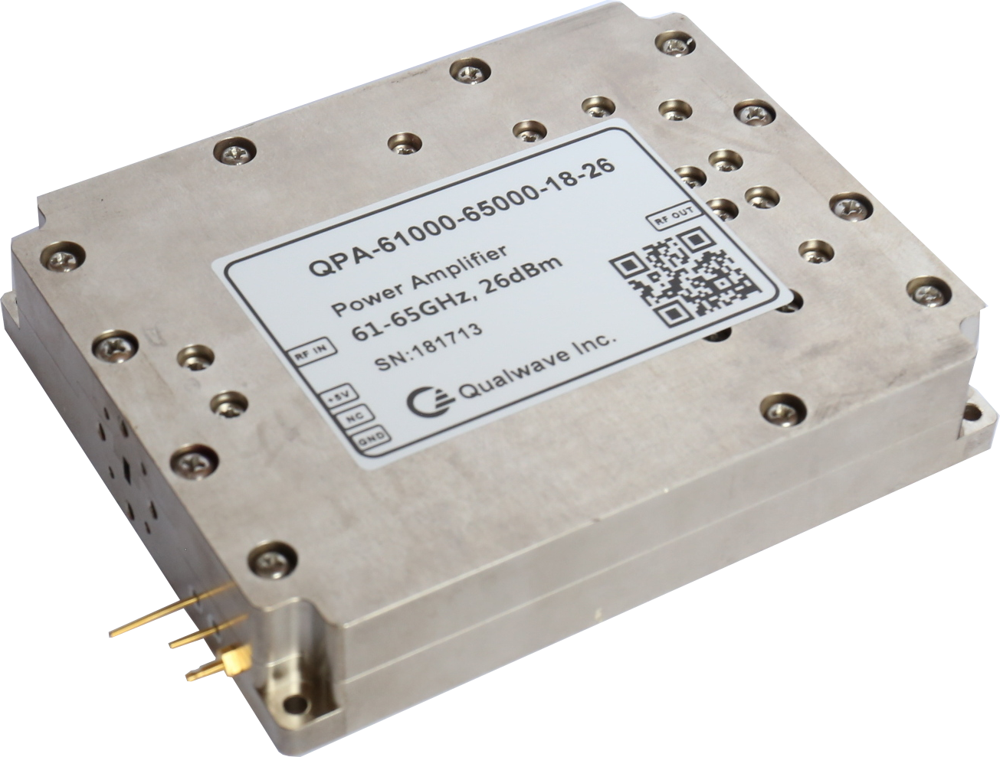 QPA-61000-65000-18-26
Power Amplifier
61-65GHz, 26dBm
SN:181713
Qualwave Inc.
RF IN
+5V
NC
GND
RF OUT